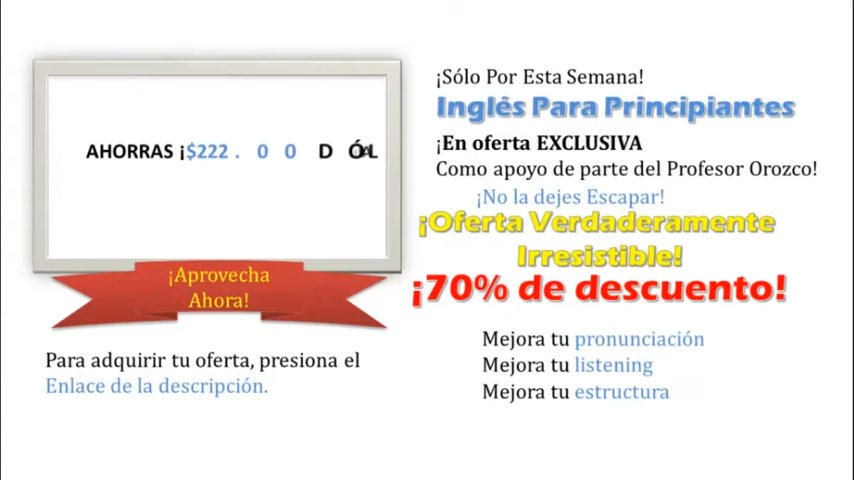 AHORRAS ¡$222.00
¡Aprovecha
Ahora!
Para adquirir tu oferta, presiona el
Enlace de la descripción.
¡Sólo Por Esta Semana!
Inglés Para Principiantes
¡En oferta EXCLUSIVA
Como apoyo de parte del Profesor Orozco!
¡No la dejes Escapar!
¡Oferta Verdaderamente
Irresistible!
¡70% de descuento!
Mejora tu pronunciación
Mejora tu listening
Mejora tu estructura